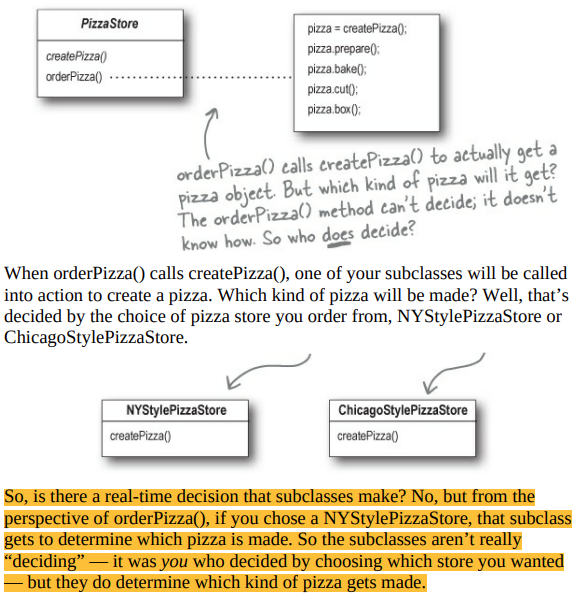 PizzaStore
createPizza()
orderPizza()
pizza = createPizza();
pizza.prepare();
pizza.bake();
pizza.cut();
pizza.box();
orderPizza() calls createPizza() to actually get a
pizza object. But which kind of pizza will it get?
The orderPizza() method can't decide; it doesn't
know how. So who does decide?
When orderPizza() calls createPizza(), one of your subclasses will be called
into action to create a pizza. Which kind of pizza will be made? Well, that’s
decided by the choice of pizza store you order from, NYStylePizzaStore or
ChicagoStylePizzaStore.
NYStylePizzaStore
createPizza()
ChicagoStylePizzaStore
createPizza()
So, is there a real-time decision that subclasses make? No, but from the
perspective of orderPizza(), if you chose a NYStylePizzaStore, that subclass
gets to determine which pizza is made. So the subclasses aren’t really
“deciding” — it was you who decided by choosing which store you wanted
— but they do determine which kind of pizza gets made.